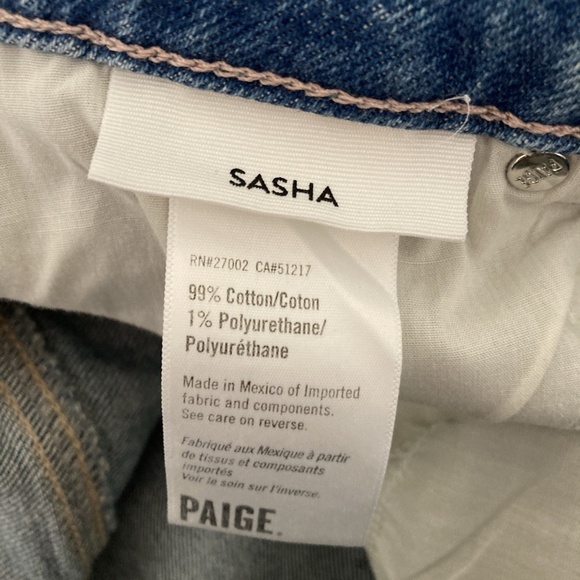 SASHA
RN#27002 CA#51217
99% Cotton/Coton
1% Polyurethane/
Polyuréthane
Made in Mexico of Imported
fabric and components.
See care on reverse.
Fabriqué aux Mexique à partir
de tissus et composants
importés
Voir le soin sur l'inverse.
PAIGE.